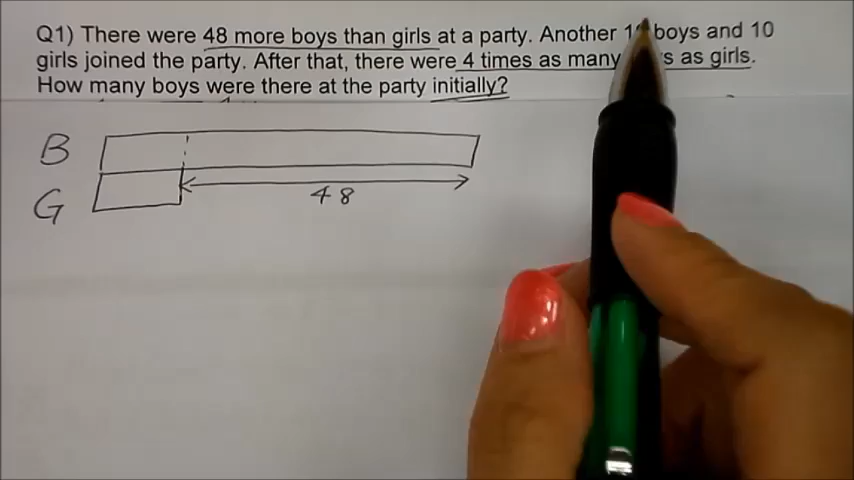 Q1) There were 48 more boys than girls at a party. Another boys and 10
girls joined the party. After that, there were 4 times as many as girls.
How many boys were there at the party initially?
B
G
48